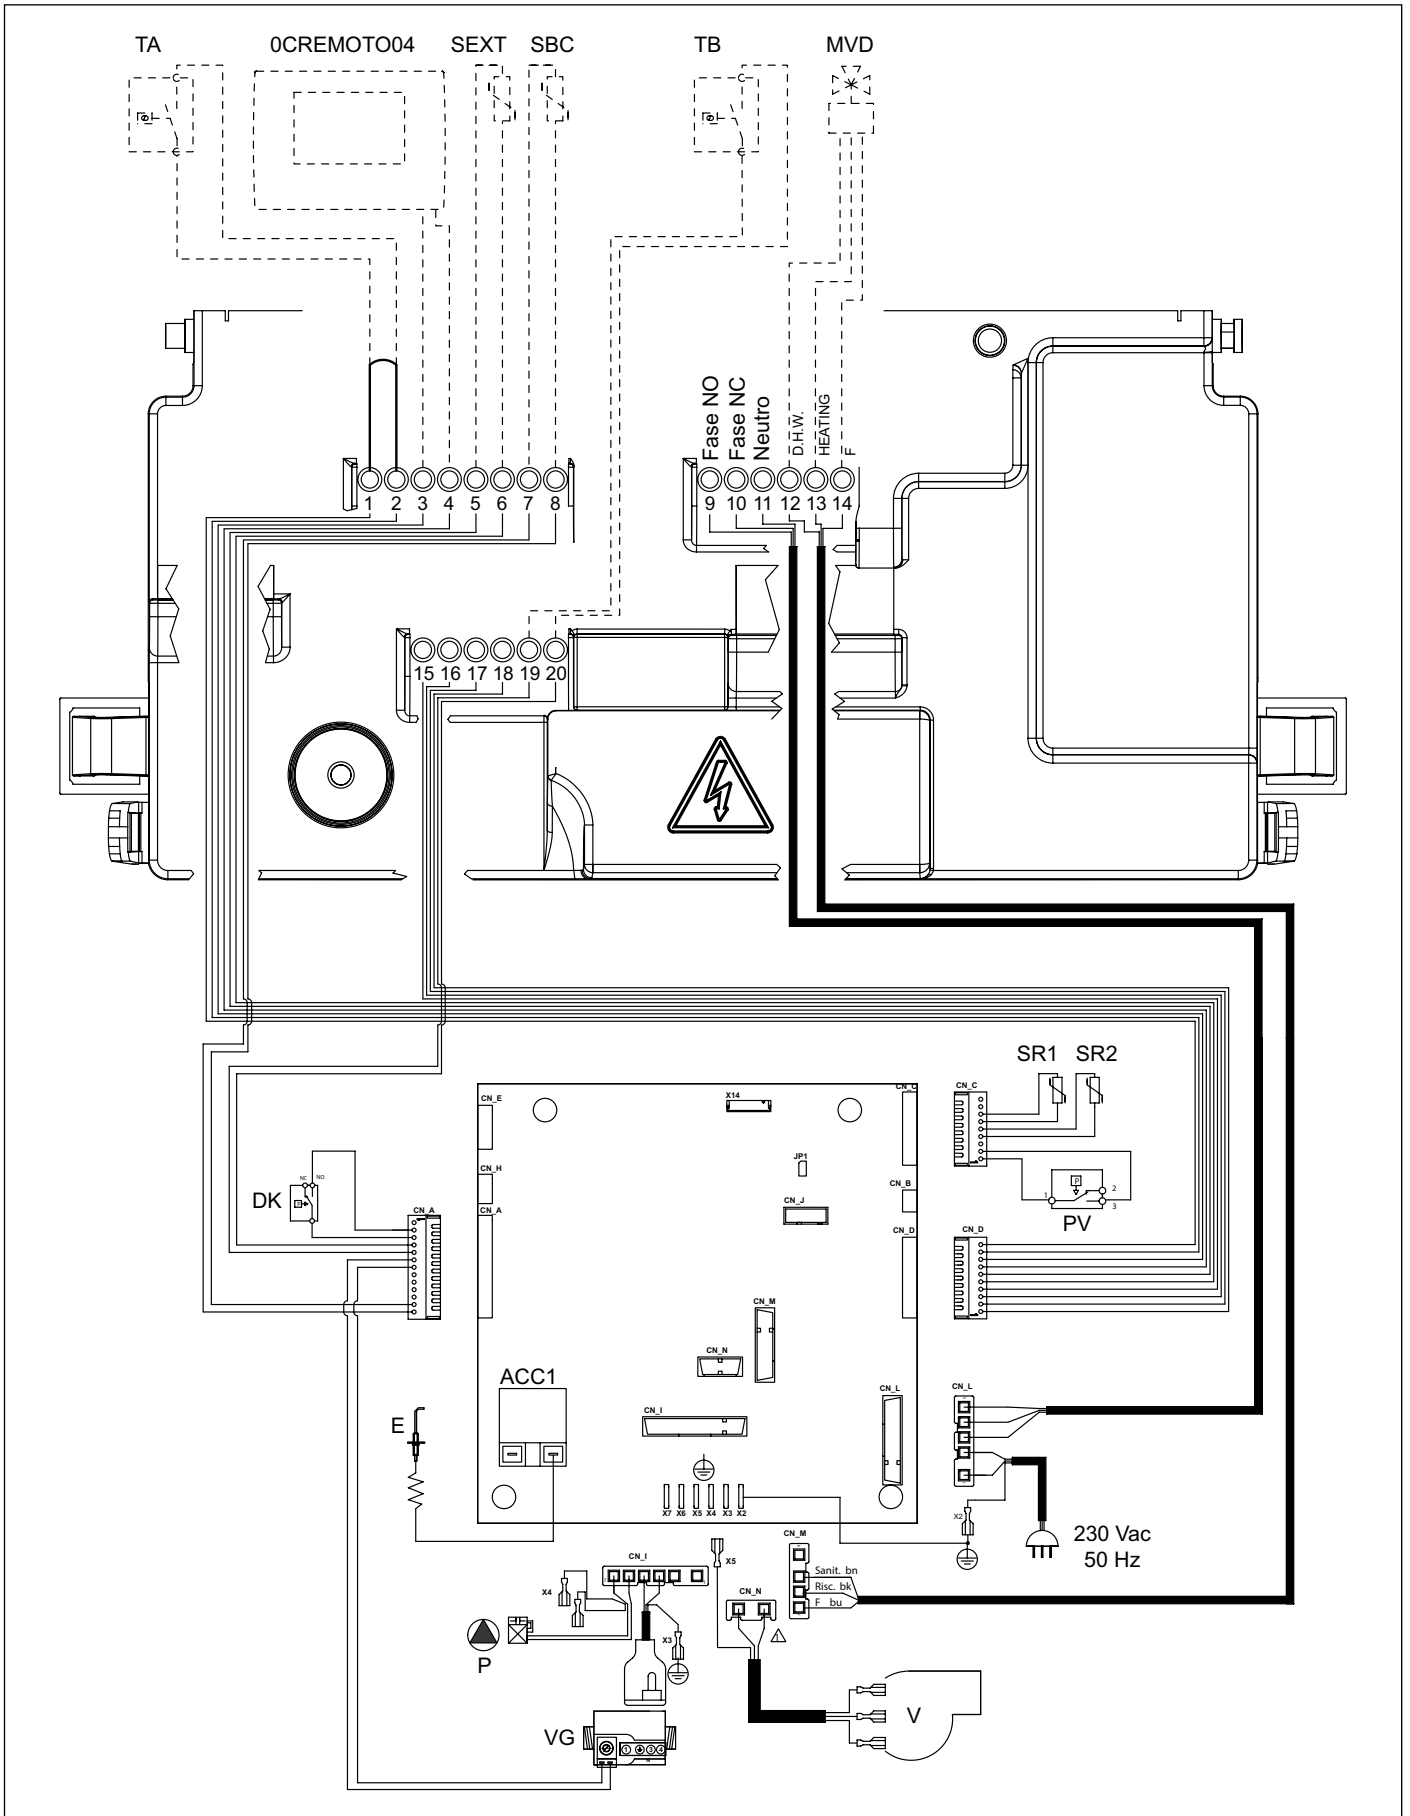 TA 0CREMOTO04 SEXT SBC TB MVD
Fase NO
Fase NC
Neutro
D.H.W.
HEATING
F
1 2 3 4 5 6 7 8
9 10 11 12 13 14
15 16 17 18 19 20
SR1 SR2
CN_E
X14
CN_C
CN_C
JP1
CN_H
CN_B
NC NO
DK
P
1 2
3
PV
CN_J
CN_A
CN_A
CN_D
CN_D
CN_M
CN_N
ACC1
CN_L
CN_L
CN_I
E
X7 X6 X5 X4 X3 X2
X2
230 Vac
50 Hz
CN_M
CN_I
X5
Sanit. bn
Risc. bk
F bu
X4
CN_N
X3
P
V
VG
1 3 4